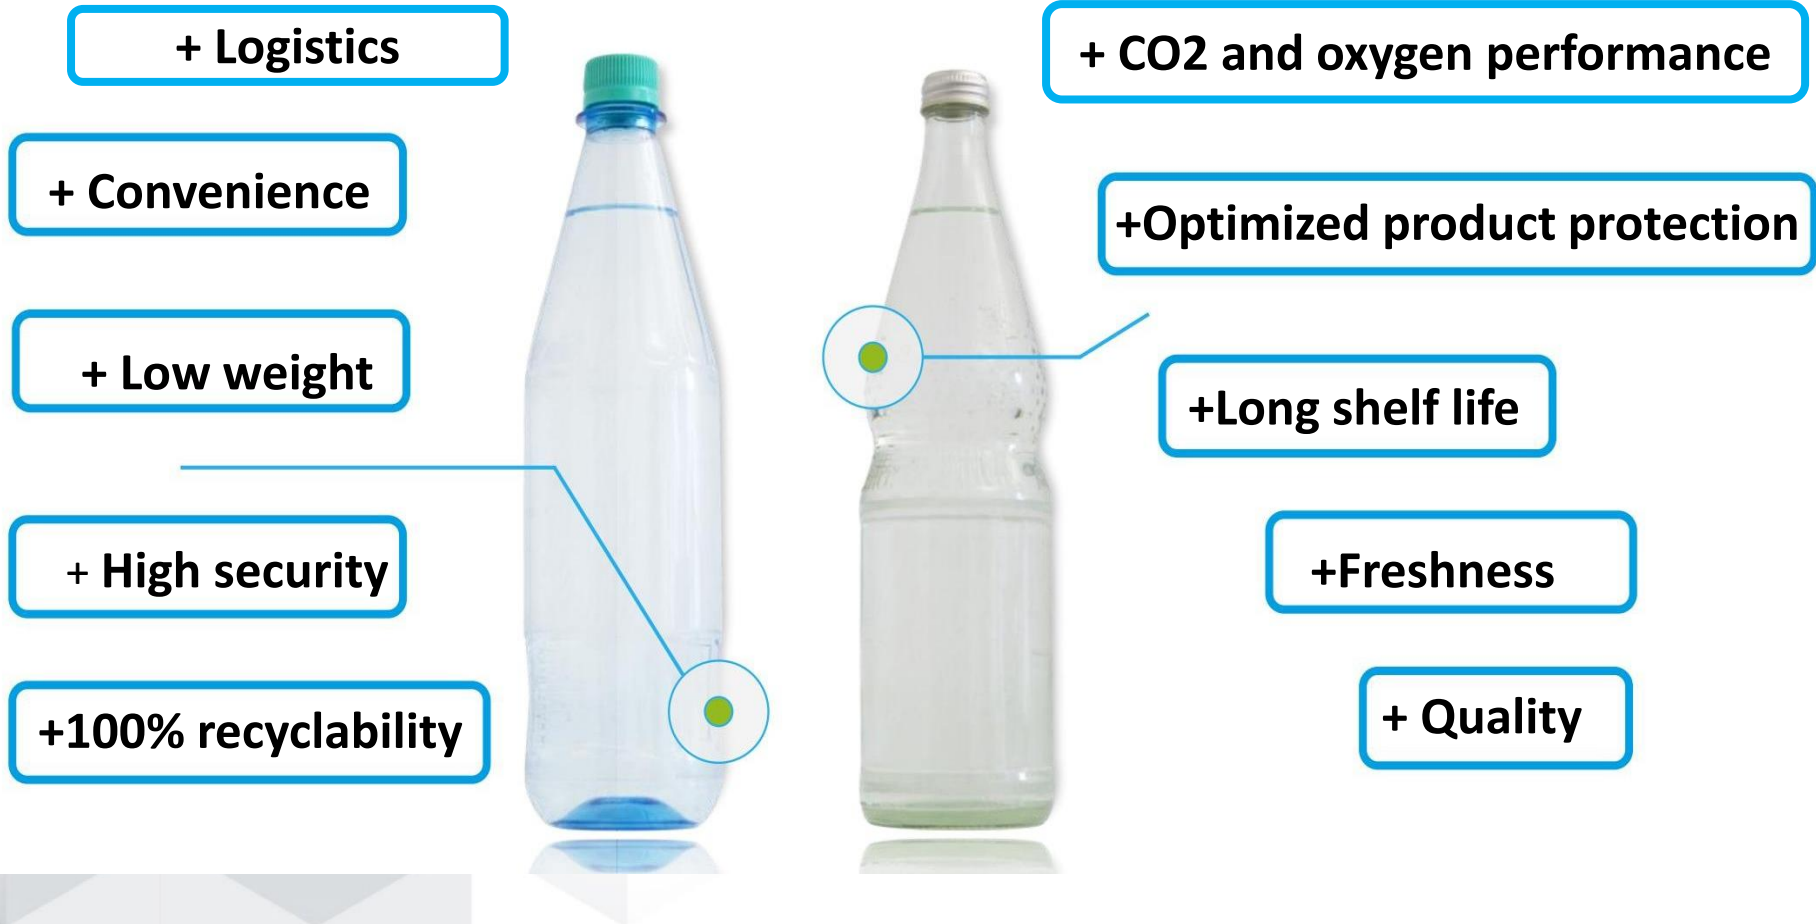 + Logistics
+ Convenience
+ Low weight
+ High security
+100% recyclability
+ CO2 and oxygen performance
+Optimized product protection
+Long shelf life
+Freshness
+ Quality